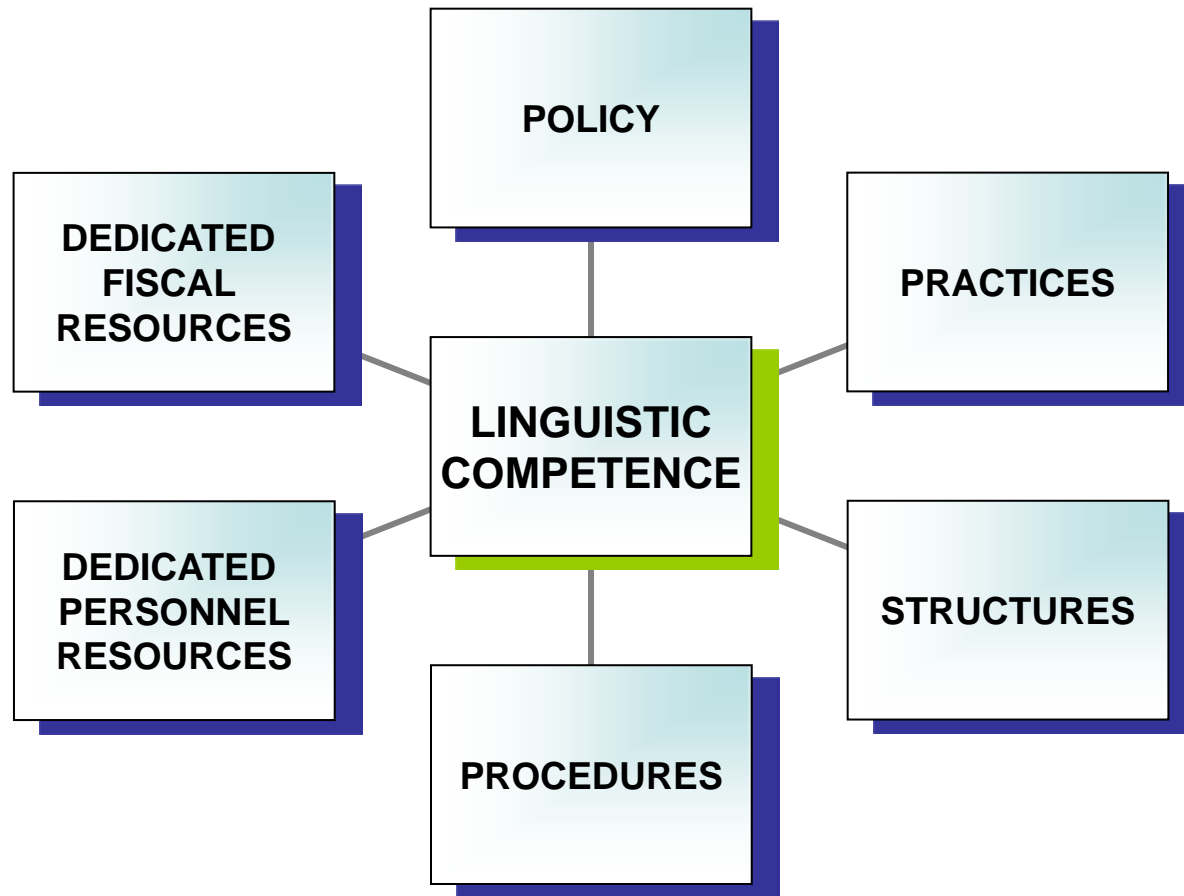 POLICY
DEDICATED
FISCAL
RESOURCES
PRACTICES
LINGUISTIC
COMPETENCE
DEDICATED
PERSONNEL
RESOURCES
STRUCTURES
PROCEDURES